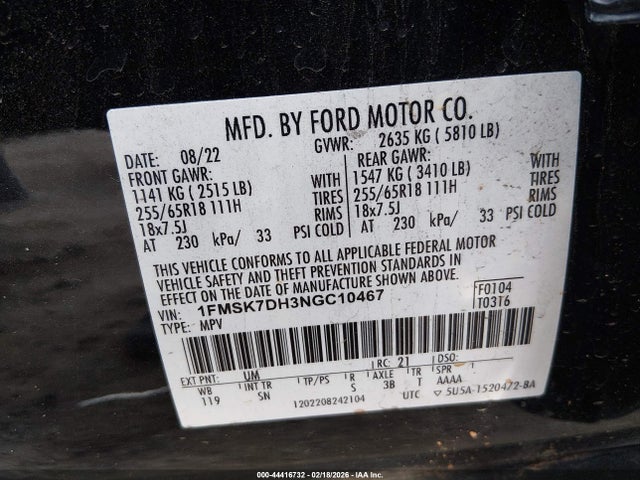 MFD. BY FORD MOTOR CO.
DATE: 08/22 GVWR: 2635 KG ( 5810 LB)
FRONT GAWR: WITH REAR GAWR: WITH
1141 KG ( 2515 LB) TIRES 1547 KG ( 3410 LB) TIRES
255/65R18 111H RIMS 255/65R18 111H RIMS
18x7.5J 18x7.5J
AT 230 kPa/ 33 PSI COLD AT 230 kPa/ 33 PSI COLD
THIS VEHICLE CONFORMS TO ALL APPLICABLE FEDERAL MOTOR
VEHICLE SAFETY AND THEFT PREVENTION STANDARDS IN
EFFECT ON THE DATE OF MANUFACTURE SHOWN ABOVE.
VIN: 1FMSK7DH3NGC10467 F0104
TYPE: MPV T03T6
EXT PNT: UM RC: 21 DSO:
WB INT TR TP/PS R AXLE TR SPR
119 SN S 3B T AAAA
1202208242104 UTC ▽ 5U5A-1520472-BA
000-44416732 - 02/18/2026 - IAA Inc.